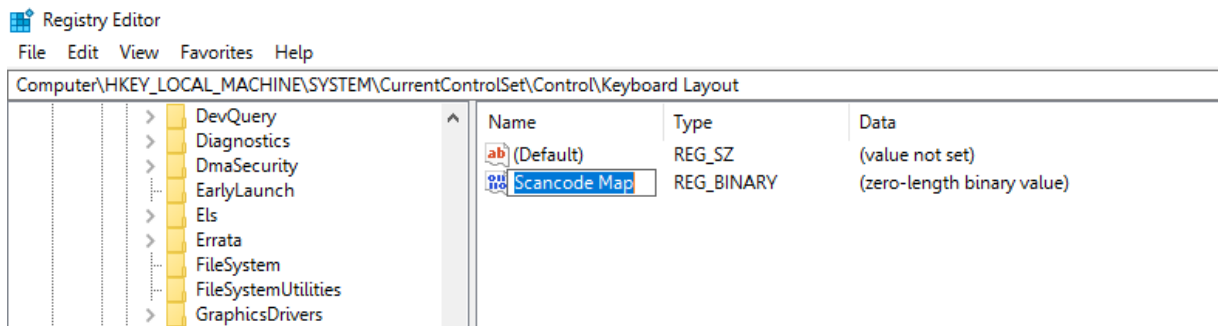 Registry Editor
File Edit View Favorites Help
Computer\HKEY_LOCAL_MACHINE\SYSTEM\CurrentControlSet\Control\Keyboard Layout
DevQuery
Diagnostics
DmaSecurity
EarlyLaunch
Els
Errata
FileSystem
FileSystemUtilities
GraphicsDrivers
Name Type Data
ab (Default) REG_SZ (value not set)
Scancode Map REG_BINARY (zero-length binary value)